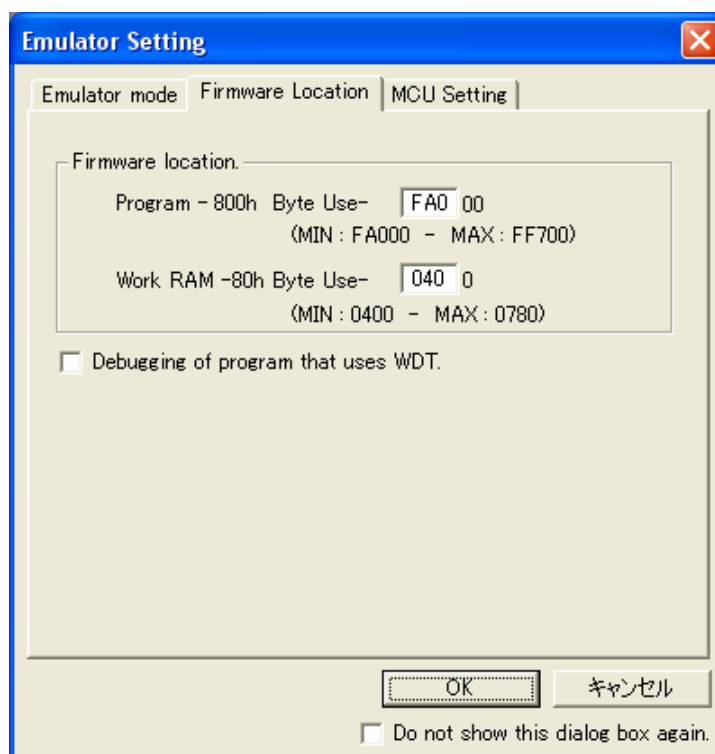 Emulator Setting
Emulator mode Firmware Location MCU Setting
Firmware location.
Program - 800h Byte Use- FA0 00
(MIN : FA000 - MAX : FF700)
Work RAM -80h Byte Use- 040 0
(MIN : 0400 - MAX : 0780)
Debugging of program that uses WDT.
OK キャンセル
Do not show this dialog box again.